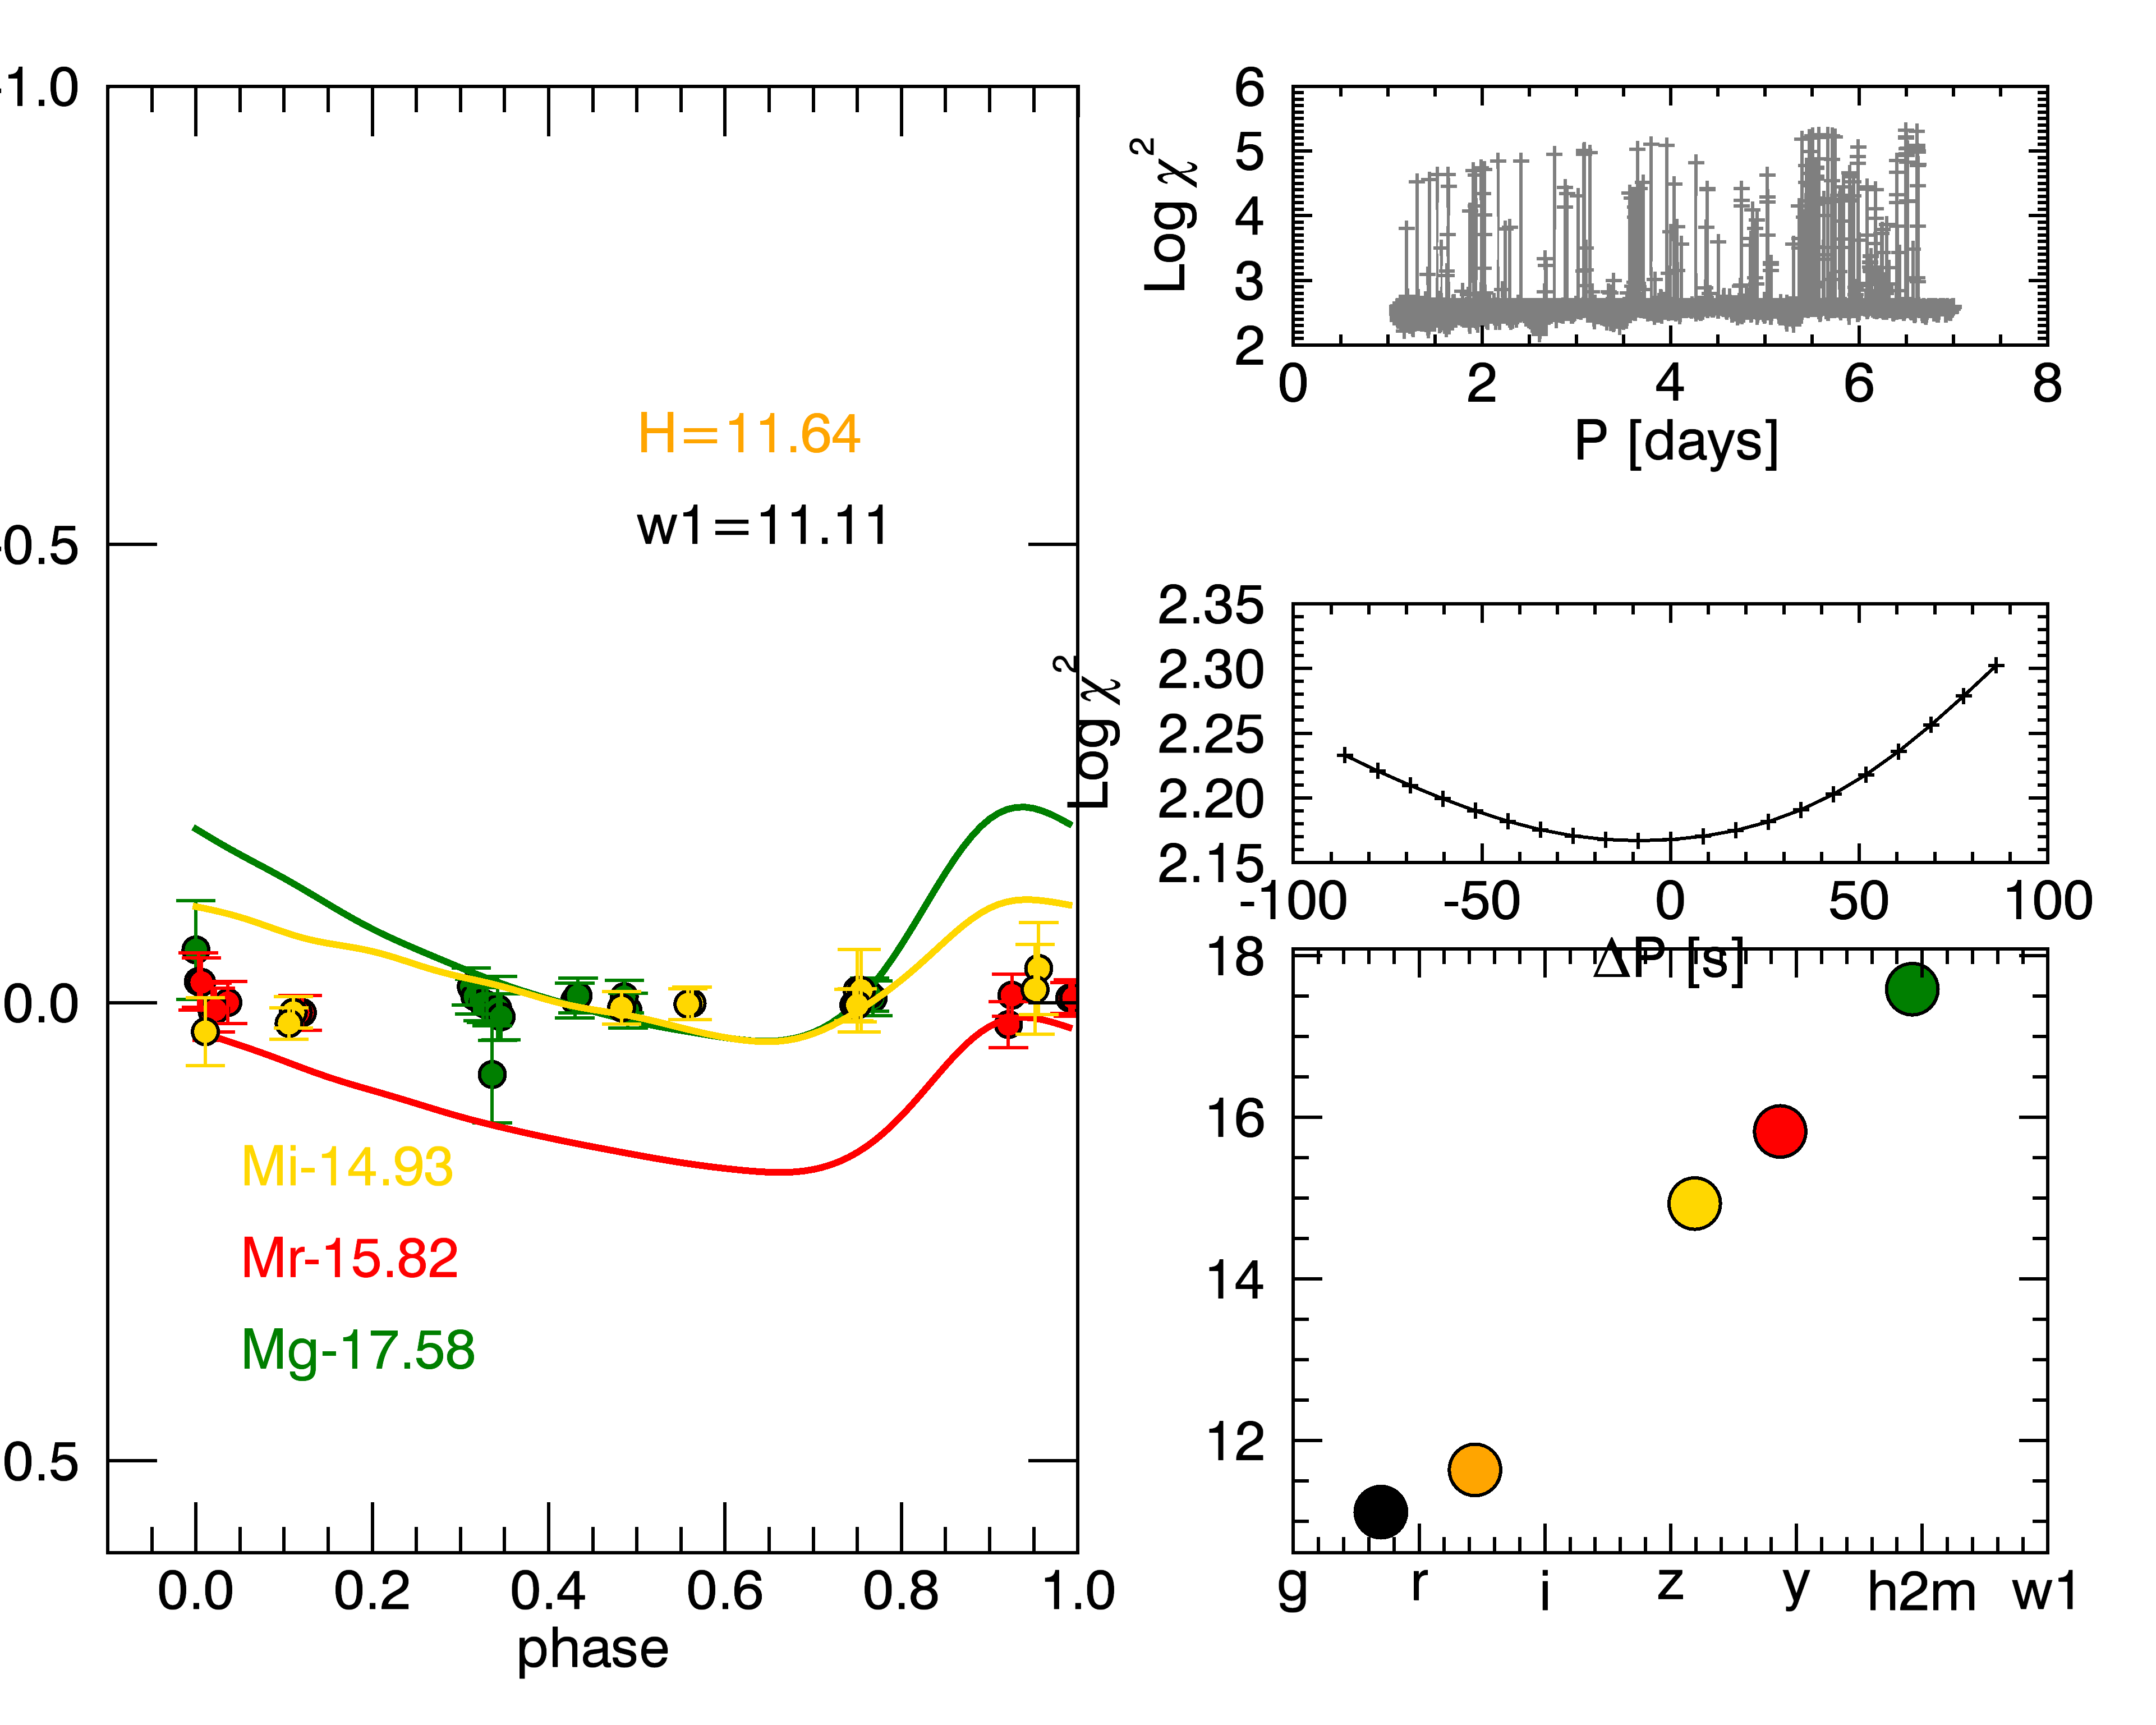 -1.0
-0.5
0.0
0.5
0.0 0.2 0.4 0.6 0.8 1.0
phase
H=11.64
w1=11.11
Mi-14.93
Mr-15.82
Mg-17.58
Log χ²
6
5
4
3
2
0 2 4 6 8
P [days]
Log χ²
2.35
2.30
2.25
2.20
2.15
-100 -50 0 50 100
ΔP [s]
18
16
14
12
g r i z y h2m w1